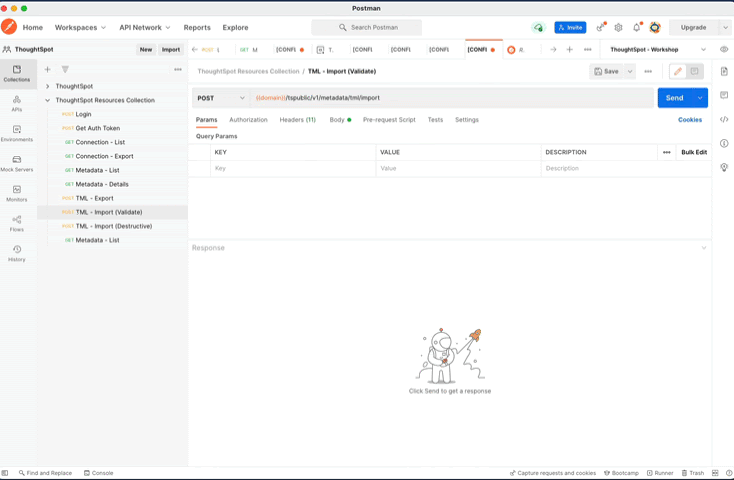 Postman
Home Workspaces API Network Reports Explore Search Postman Invite Upgrade
ThoughtSpot New Import POST GET M [CONFI [CONFI [CONFI [CONFI [CONFI ThoughtSpot - Workshop
Collections
APIs
Environments
Mock Servers
Monitors
Flows
History
ThoughtSpot
ThoughtSpot Resources Collection
POST Login
POST Get Auth Token
GET Connection - List
GET Connection - Export
GET Metadata - List
GET Metadata - Details
POST TML - Export
POST TML - Import (Validate)
POST TML - Import (Destructive)
GET Metadata - List
ThoughtSpot Resources Collection / TML - Import (Validate) Save
POST {{domain}}/tspublic/v1/metadata/tml/import Send
Params Authorization Headers (11) Body Pre-request Script Tests Settings Cookies
Query Params
KEY VALUE DESCRIPTION Bulk Edit
Key Value Description
Response
Click Send to get a response
Find and Replace Console Capture requests and cookies Bootcamp Runner Trash